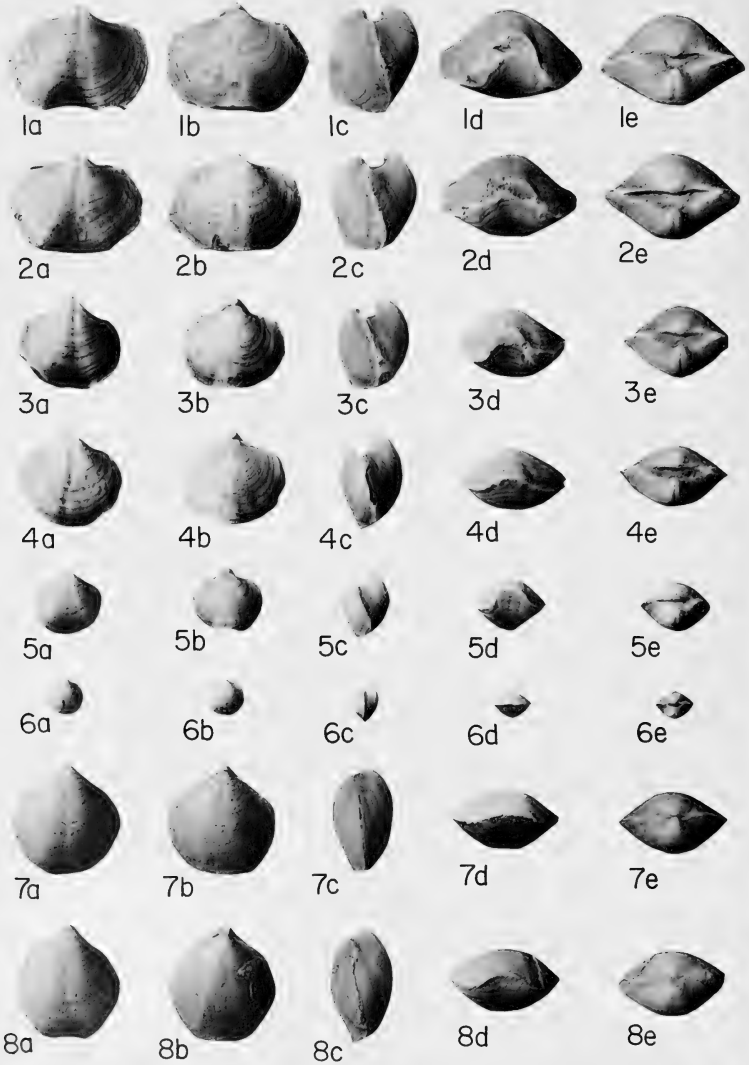 1a 1b 1c 1d 1e
2a 2b 2c 2d 2e
3a 3b 3c 3d 3e
4a 4b 4c 4d 4e
5a 5b 5c 5d 5e
6a 6b 6c 6d 6e
7a 7b 7c 7d 7e
8a 8b 8c 8d 8e